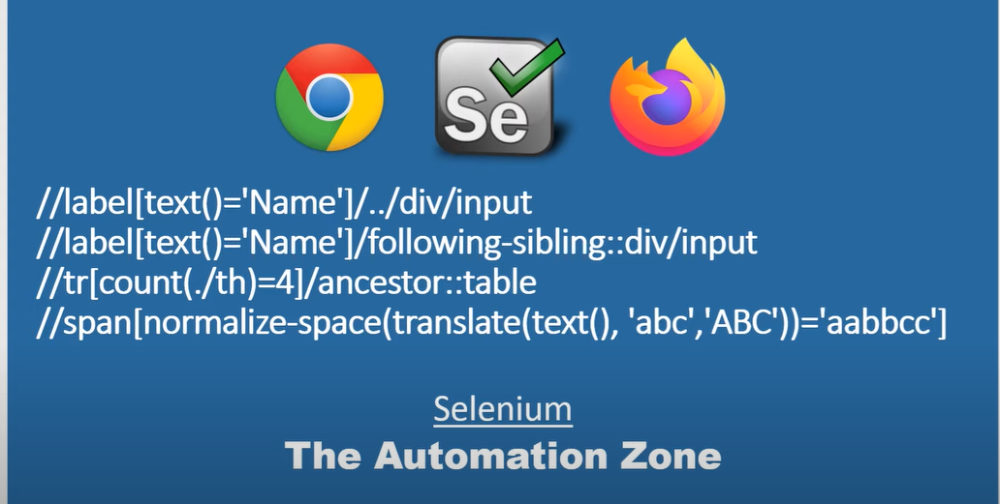 Se
//label[text()='Name']/../div/input
//label[text()='Name']/following-sibling::div/input
//tr[count(./th)=4]/ancestor::table
//span[normalize-space(translate(text(), 'abc','ABC'))='aabbcc']
Selenium
The Automation Zone